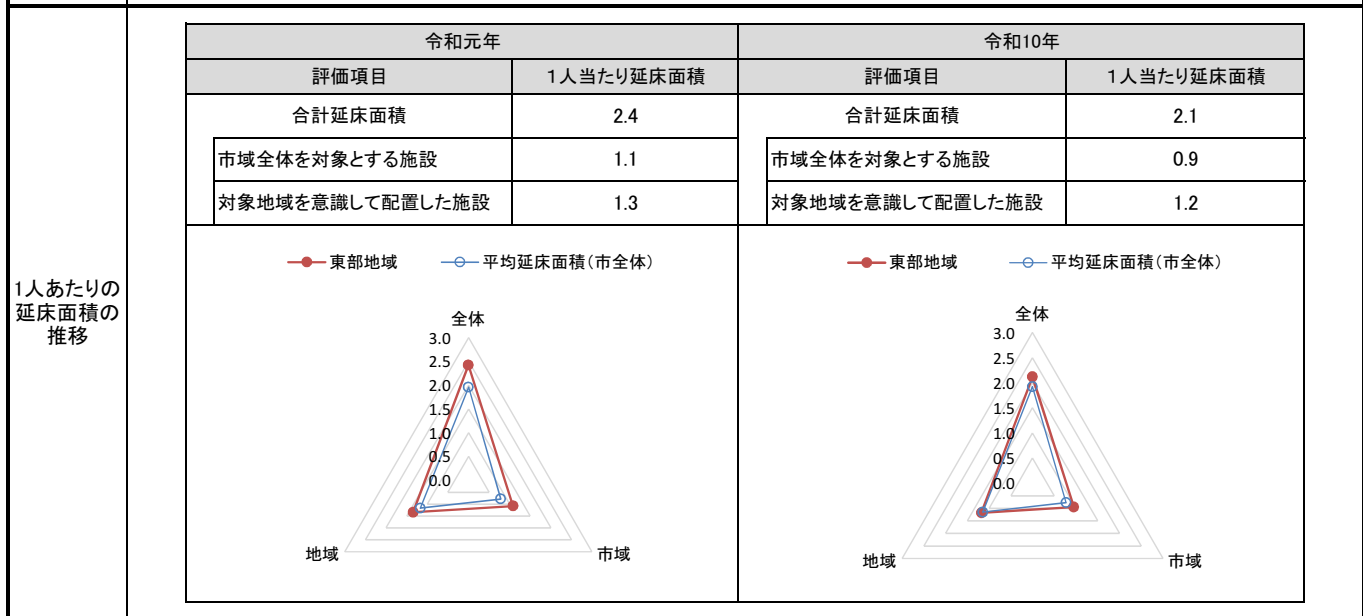 1人あたりの
延床面積の
推移
令和元年
評価項目 1人当たり延床面積
合計延床面積 2.4
市域全体を対象とする施設 1.1
対象地域を意識して配置した施設 1.3
令和10年
評価項目 1人当たり延床面積
合計延床面積 2.1
市域全体を対象とする施設 0.9
対象地域を意識して配置した施設 1.2
東部地域 平均延床面積(市全体)
全体
3.0
2.5
2.0
1.5
1.0
0.5
0.0
地域 市域
東部地域 平均延床面積(市全体)
全体
3.0
2.5
2.0
1.5
1.0
0.5
0.0
地域 市域